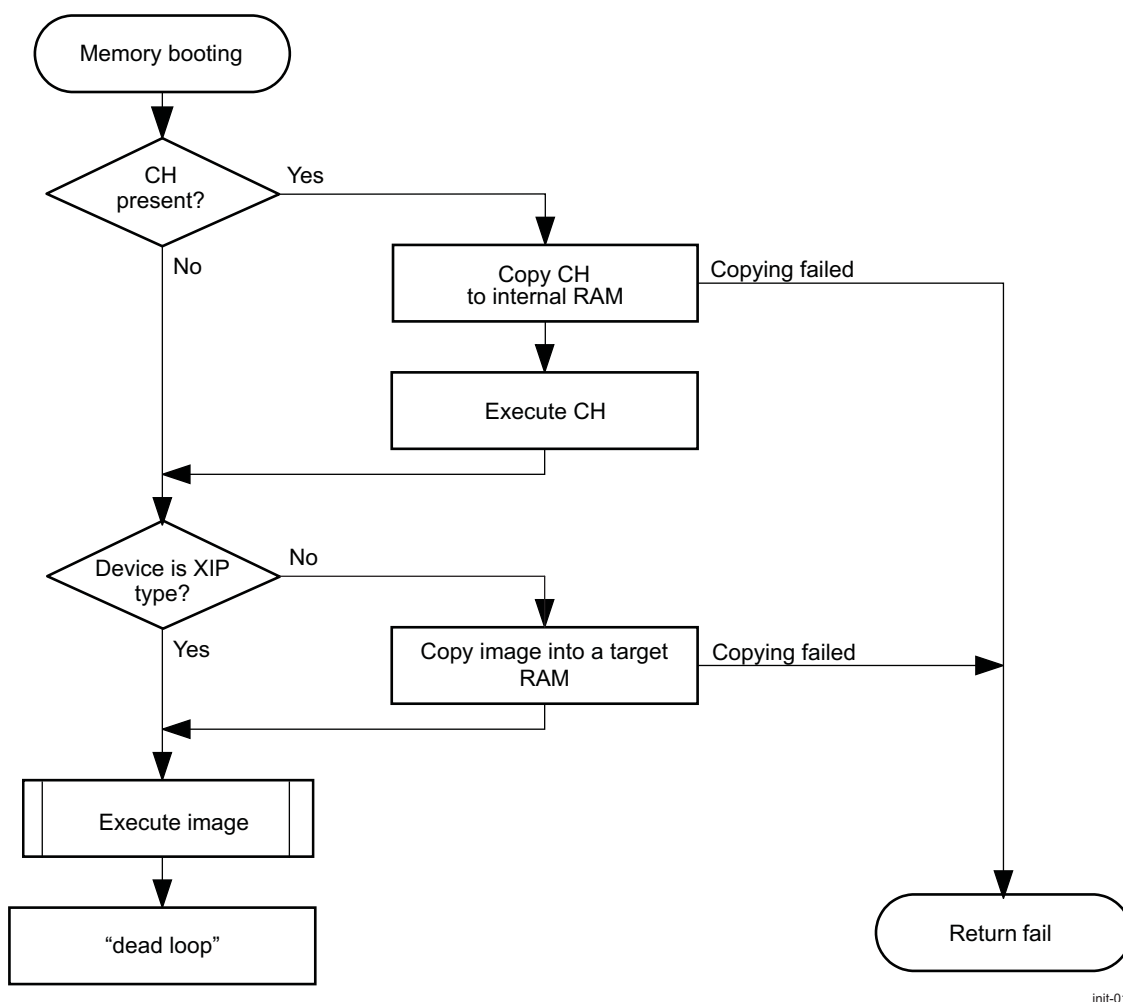 Memory booting
CH
present?
Yes
No
Copy CH
to internal RAM
Copying failed
Execute CH
Device is XIP
type?
No
Yes
Copy image into a target
RAM
Copying failed
Execute image
“dead loop”
Return fail